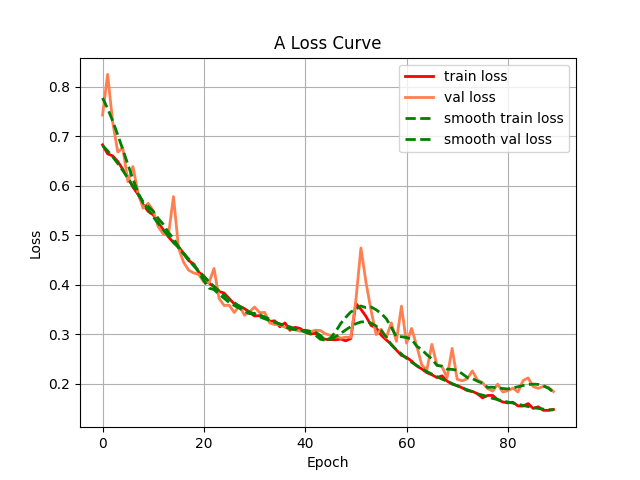 A Loss Curve
train loss
val loss
smooth train loss
smooth val loss
0.8
0.7
0.6
0.5
0.4
0.3
0.2
Loss
0 20 40 60 80
Epoch